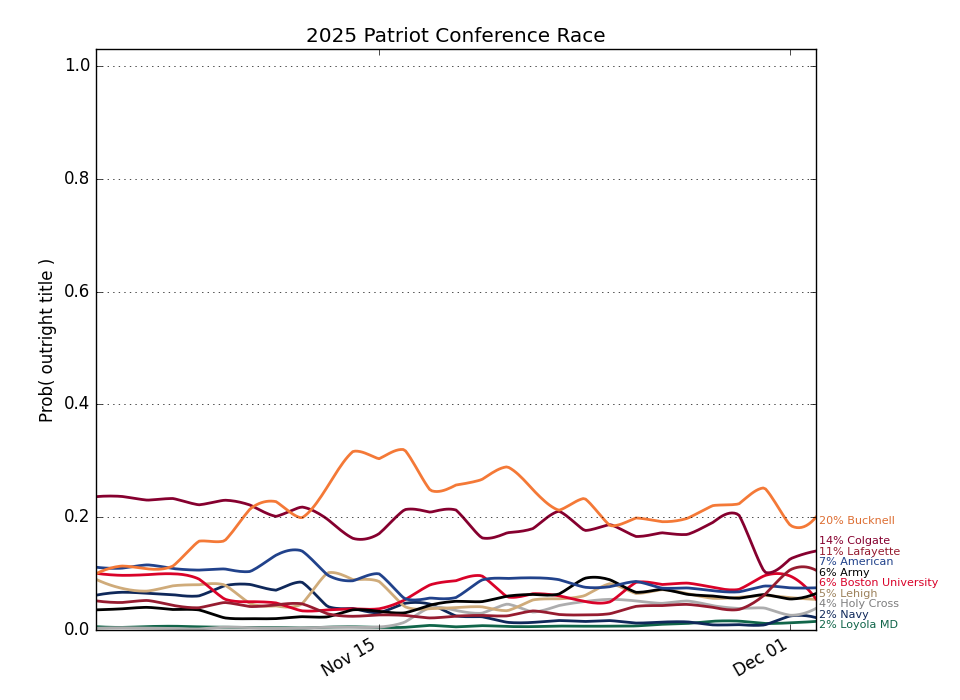 2025 Patriot Conference Race
Prob( outright title )
1.0
0.8
0.6
0.4
0.2
0.0
Nov 15
Dec 01
20% Bucknell
14% Colgate
11% Lafayette
7% American
6% Army
6% Boston University
5% Lehigh
4% Holy Cross
2% Navy
2% Loyola MD